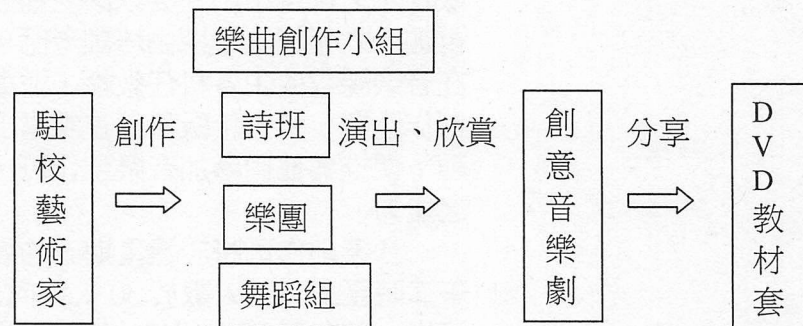 樂曲創作小組
駐校藝術家
創作
詩班
樂團
舞蹈組
演出、欣賞
創意音樂劇
分享
DVD教材套